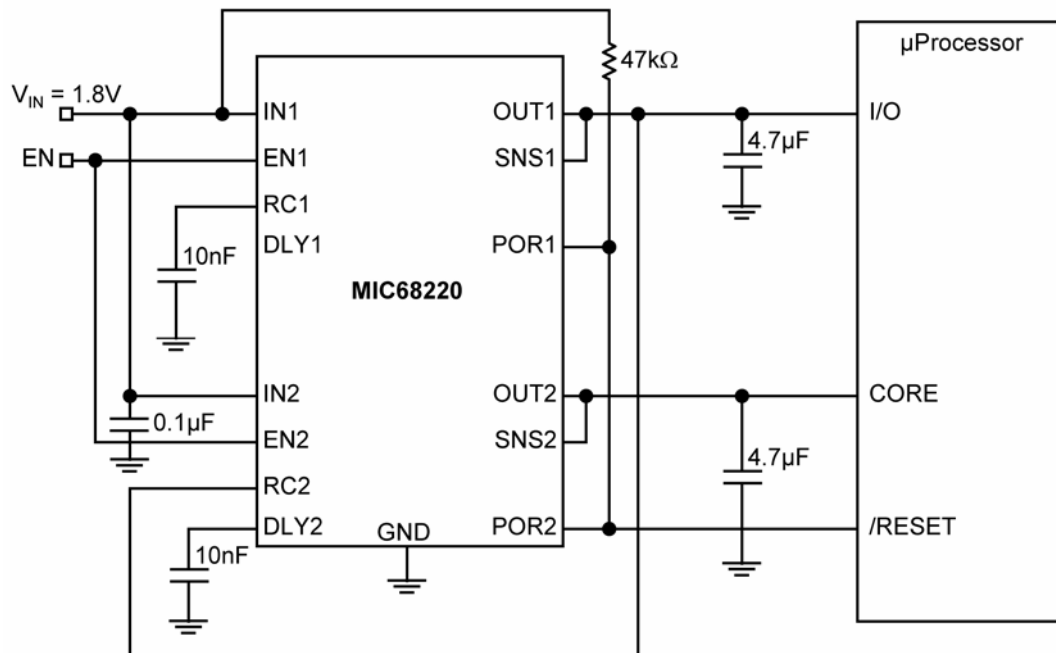 µProcessor
47kΩ
V_IN = 1.8V
IN1
OUT1
I/O
4.7µF
EN
EN1
SNS1
RC1
10nF
DLY1
POR1
MIC68220
IN2
OUT2
CORE
0.1µF
EN2
SNS2
4.7µF
RC2
DLY2
GND
POR2
/RESET
10nF